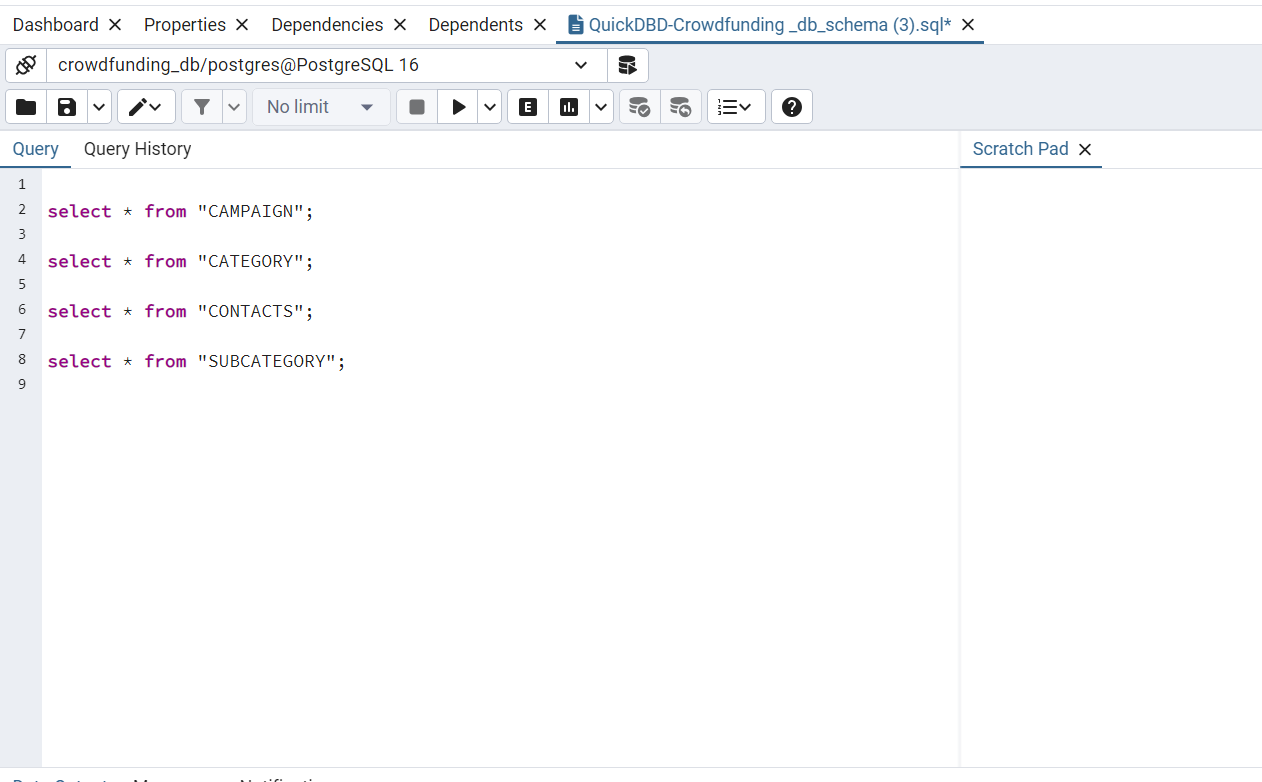 Dashboard Properties Dependencies Dependents QuickDBD-Crowdfunding _db_schema (3).sql*
crowdfunding_db/postgres@PostgreSQL 16
No limit E
Query Query History Scratch Pad
1
2 select * from "CAMPAIGN";
3
4 select * from "CATEGORY";
5
6 select * from "CONTACTS";
7
8 select * from "SUBCATEGORY";
9